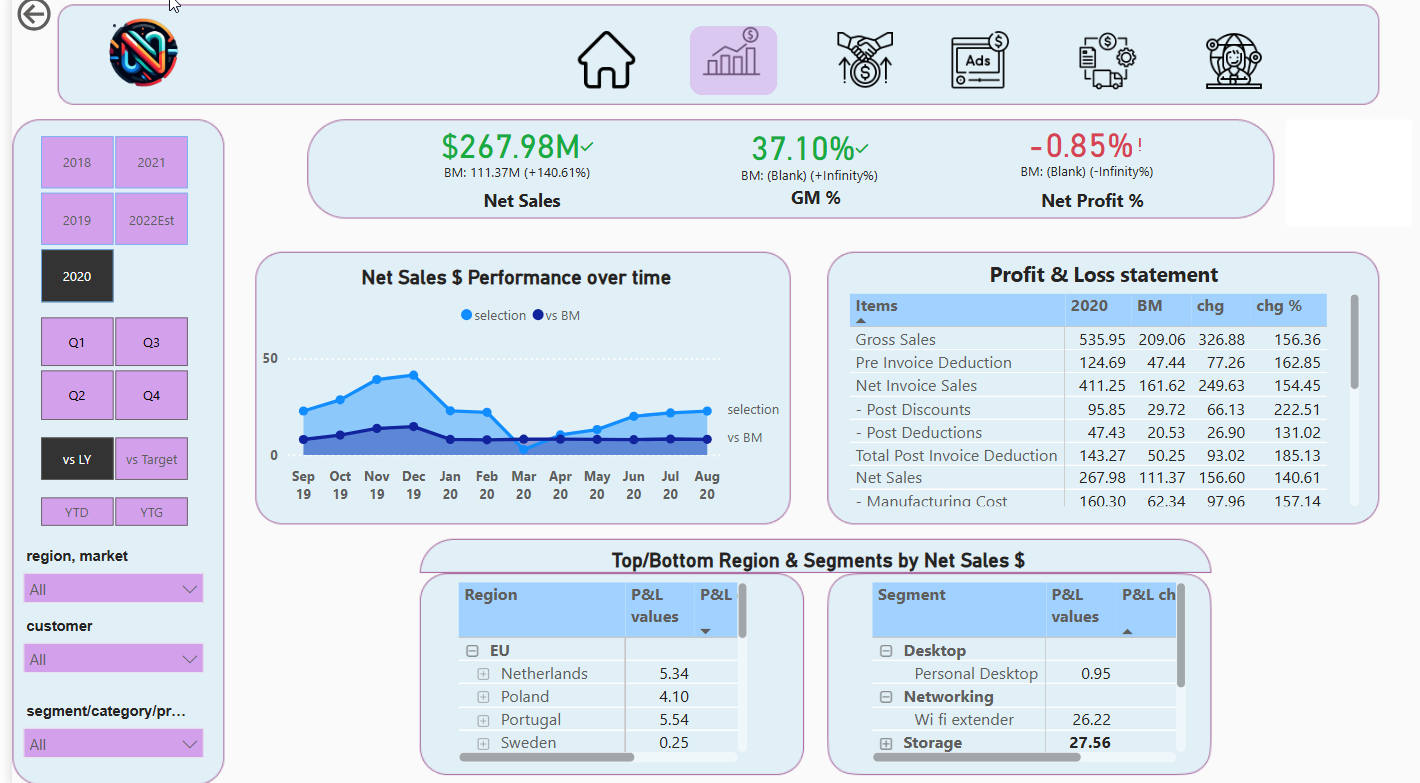 $
$
Ads
$
$
2018 2021
2019 2022Est
2020
Q1 Q3
Q2 Q4
vs LY vs Target
YTD YTG
region, market
All
customer
All
segment/category/pr...
All
$267.98M
BM: 111.37M (+140.61%)
Net Sales
37.10%
BM: (Blank) (+Infinity%)
GM %
-0.85%!
BM: (Blank) (-Infinity%)
Net Profit %
Net Sales $ Performance over time
selection vs BM
50
0
selection
vs BM
Sep Oct Nov Dec Jan Feb Mar Apr May Jun Jul Aug
19 19 19 19 20 20 20 20 20 20 20 20
Profit & Loss statement
Items 2020 BM chg chg %
Gross Sales 535.95 209.06 326.88 156.36
Pre Invoice Deduction 124.69 47.44 77.26 162.85
Net Invoice Sales 411.25 161.62 249.63 154.45
- Post Discounts 95.85 29.72 66.13 222.51
- Post Deductions 47.43 20.53 26.90 131.02
Total Post Invoice Deduction 143.27 50.25 93.02 185.13
Net Sales 267.98 111.37 156.60 140.61
- Manufacturing Cost 160.30 62.34 97.96 157.14
Top/Bottom Region & Segments by Net Sales $
Region P&L P&L
values
EU
Netherlands 5.34
Poland 4.10
Portugal 5.54
Sweden 0.25
Segment P&L P&L ch
values
Desktop
Personal Desktop 0.95
Networking
Wi fi extender 26.22
Storage 27.56